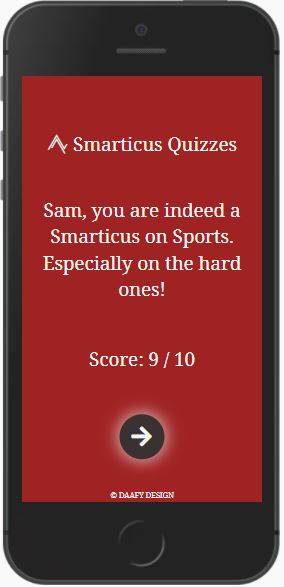 Smarticus Quizzes
Sam, you are indeed a
Smarticus on Sports.
Especially on the hard
ones!
Score: 9 / 10
© DAAFY DESIGN